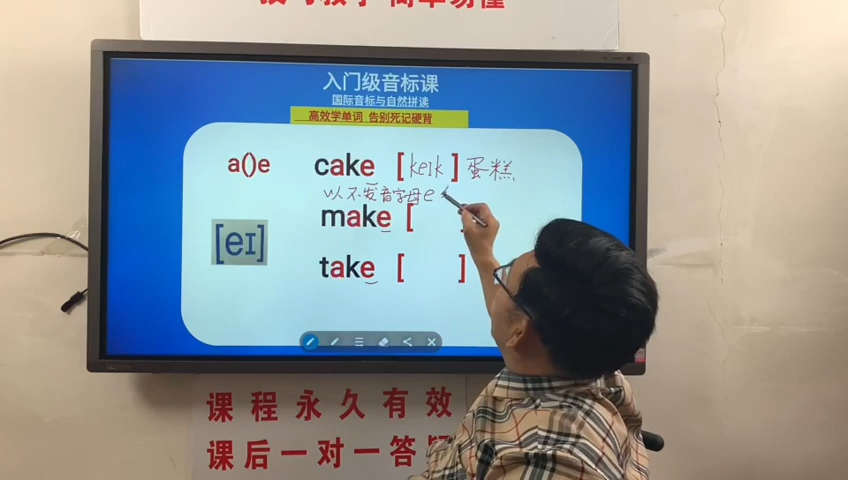 入门级音标课
国际音标与自然拼读
高效学单词 告别死记硬背
a()e cake [keɪk] 蛋糕
以不发音字母e
make [
[eɪ]
take [ ]
课程永久有效
课后一对一答疑